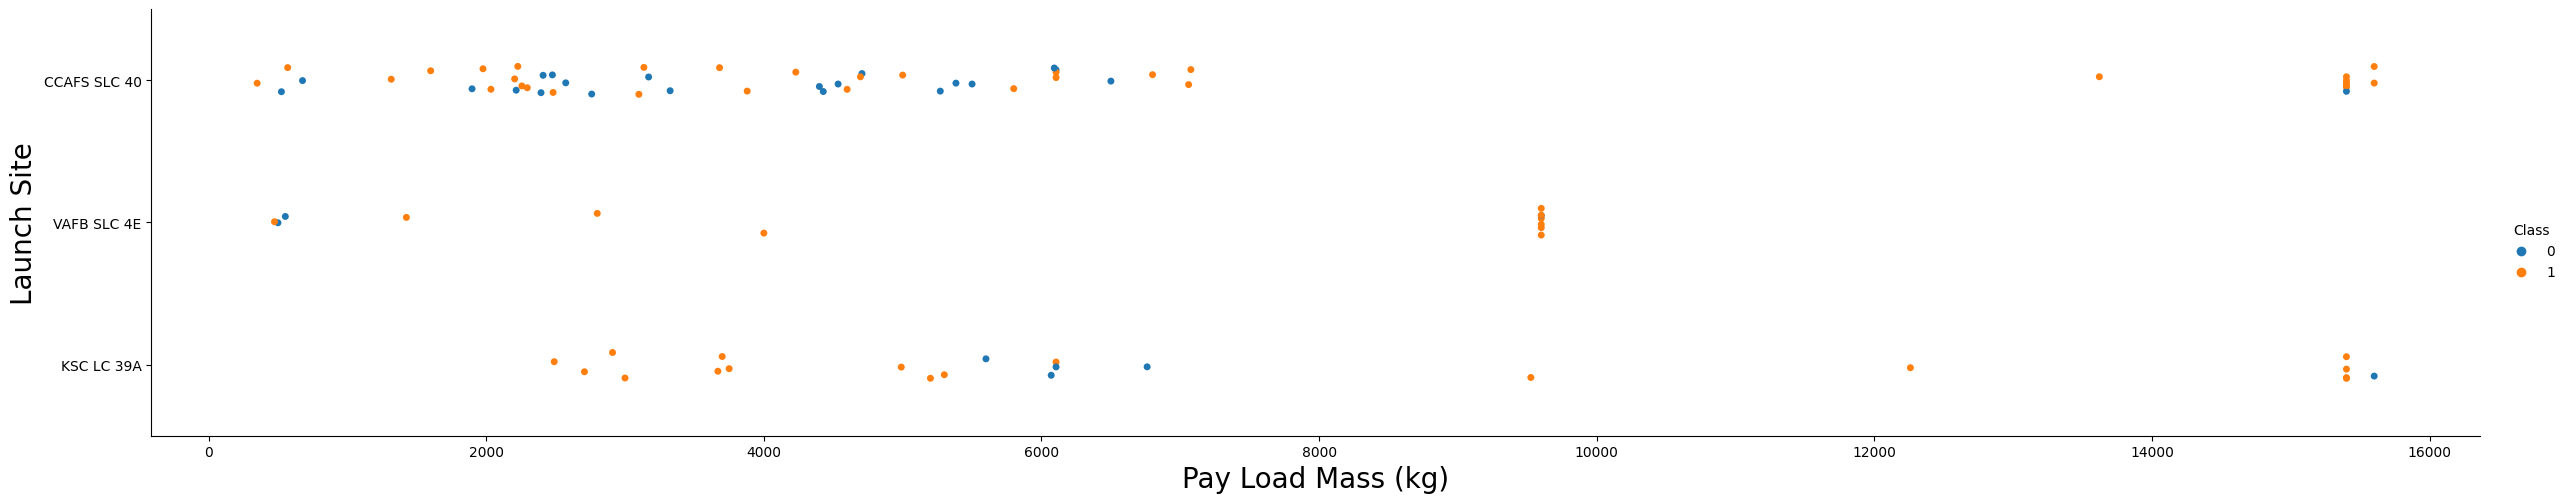 Launch Site
CCAFS SLC 40
VAFB SLC 4E
KSC LC 39A
0
2000
4000
6000
8000
10000
12000
14000
16000
Pay Load Mass (kg)
Class
0
1